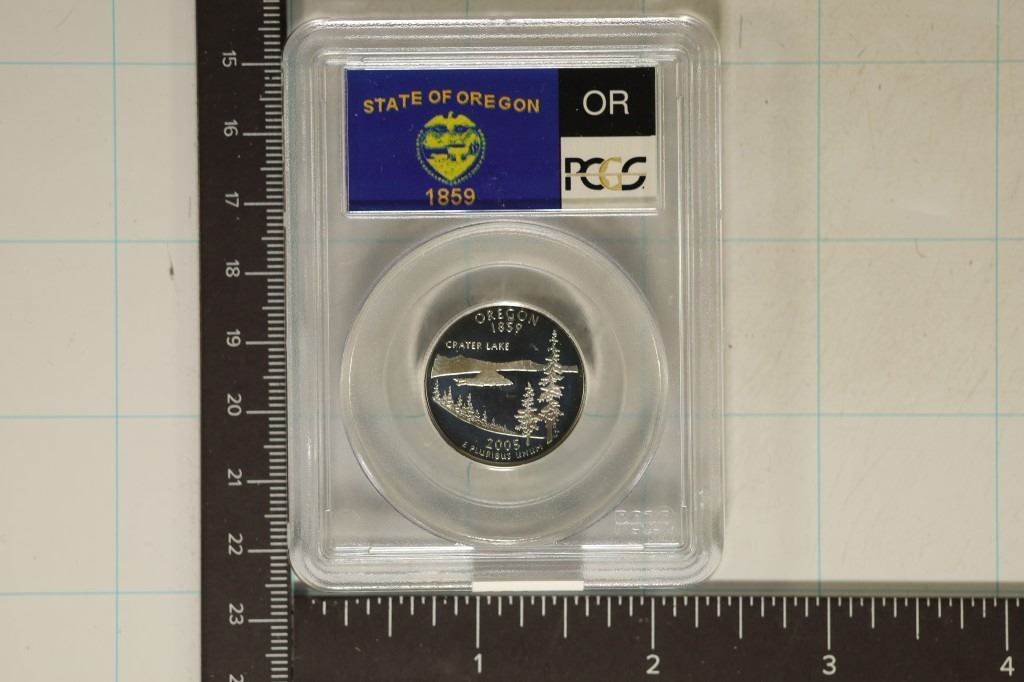 STATE OF OREGON
1859
OR
PCGS
OREGON
1859
CRATER LAKE
2005
E PLURIBUS UNUM
PCGS
15
16
17
18
19
20
21
22
23
1
2
3
4